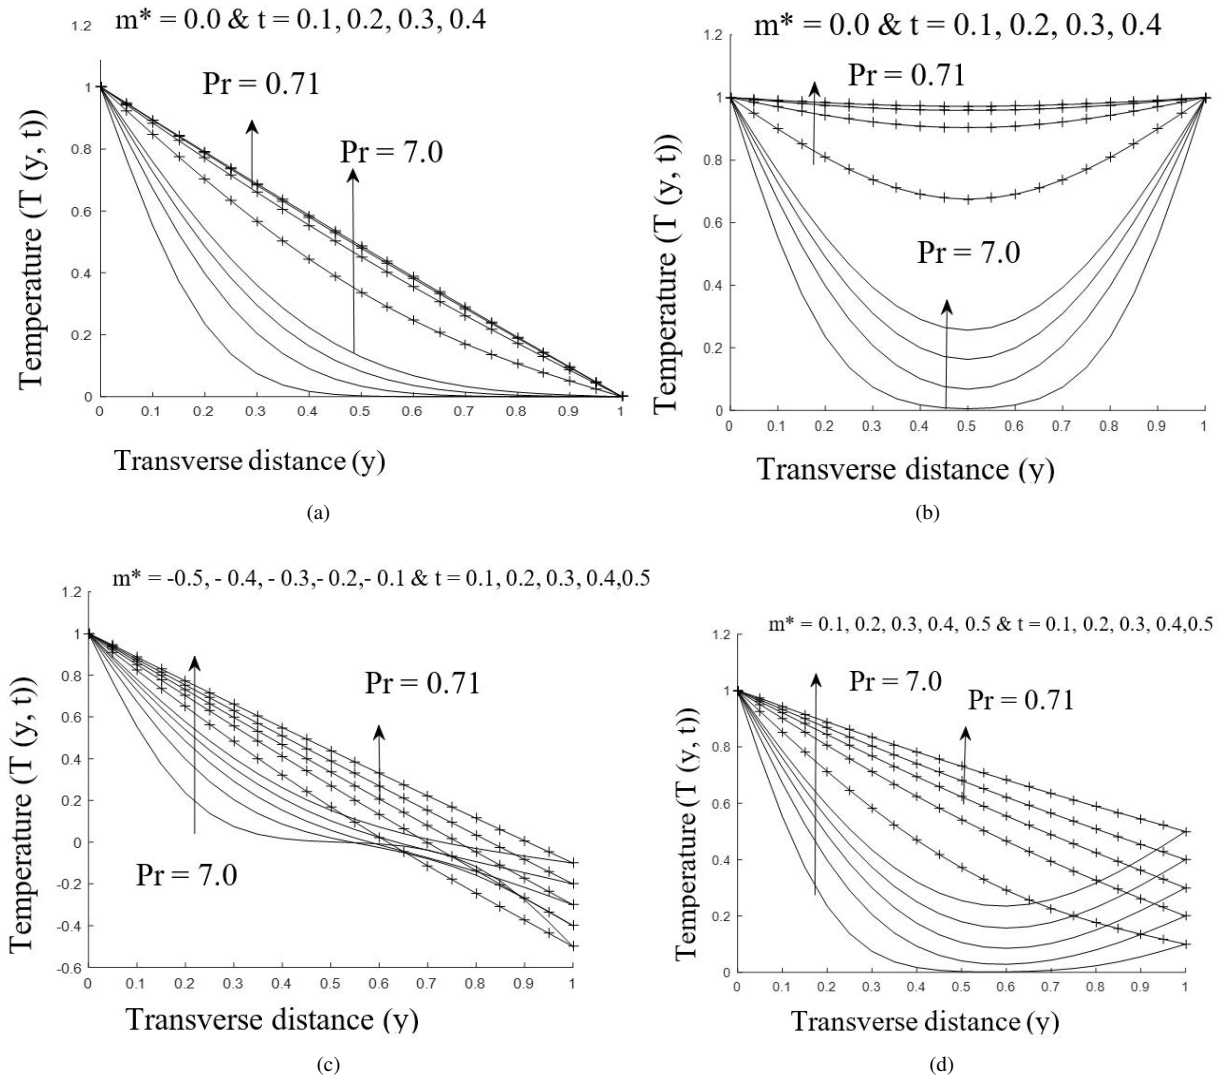 m* = 0.0 & t = 0.1, 0.2, 0.3, 0.4
Pr = 0.71
Pr = 7.0
Temperature (T (y, t))
1.2
1
0.8
0.6
0.4
0.2
0
0 0.1 0.2 0.3 0.4 0.5 0.6 0.7 0.8 0.9 1
Transverse distance (y)
(a)
m* = 0.0 & t = 0.1, 0.2, 0.3, 0.4
Pr = 0.71
Pr = 7.0
Temperature (T (y, t))
1.2
1
0.8
0.6
0.4
0.2
0
0 0.1 0.2 0.3 0.4 0.5 0.6 0.7 0.8 0.9 1
Transverse distance (y)
(b)
m* = -0.5, - 0.4, - 0.3,- 0.2,- 0.1 & t = 0.1, 0.2, 0.3, 0.4,0.5
Pr = 0.71
Pr = 7.0
Temperature (T (y, t))
1.2
1
0.8
0.6
0.4
0.2
0
-0.2
-0.4
-0.6
0 0.1 0.2 0.3 0.4 0.5 0.6 0.7 0.8 0.9 1
Transverse distance (y)
(c)
m* = 0.1, 0.2, 0.3, 0.4, 0.5 & t = 0.1, 0.2, 0.3, 0.4,0.5
Pr = 7.0
Pr = 0.71
Temperature (T (y, t))
1.2
1
0.8
0.6
0.4
0.2
0
0 0.1 0.2 0.3 0.4 0.5 0.6 0.7 0.8 0.9 1
Transverse distance (y)
(d)